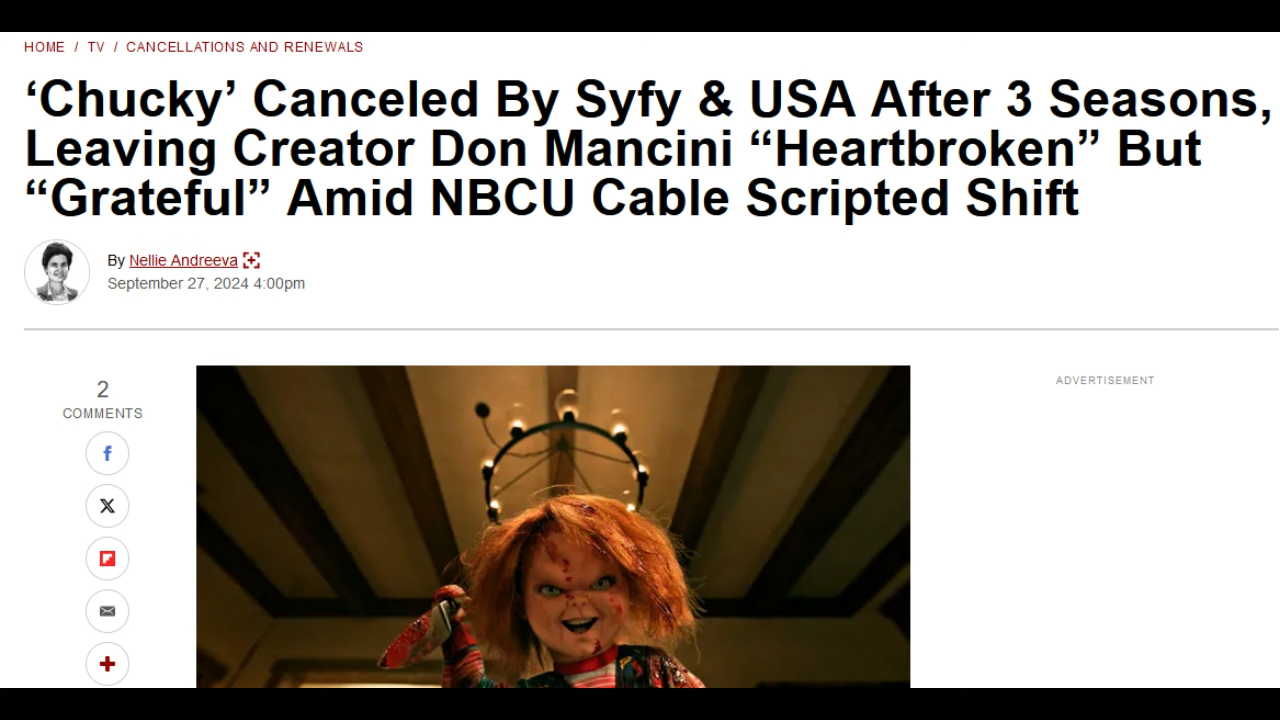 HOME / TV / CANCELLATIONS AND RENEWALS
‘Chucky’ Canceled By Syfy & USA After 3 Seasons,
Leaving Creator Don Mancini “Heartbroken” But
“Grateful” Amid NBCU Cable Scripted Shift
By Nellie Andreeva
September 27, 2024 4:00pm
2
COMMENTS
ADVERTISEMENT